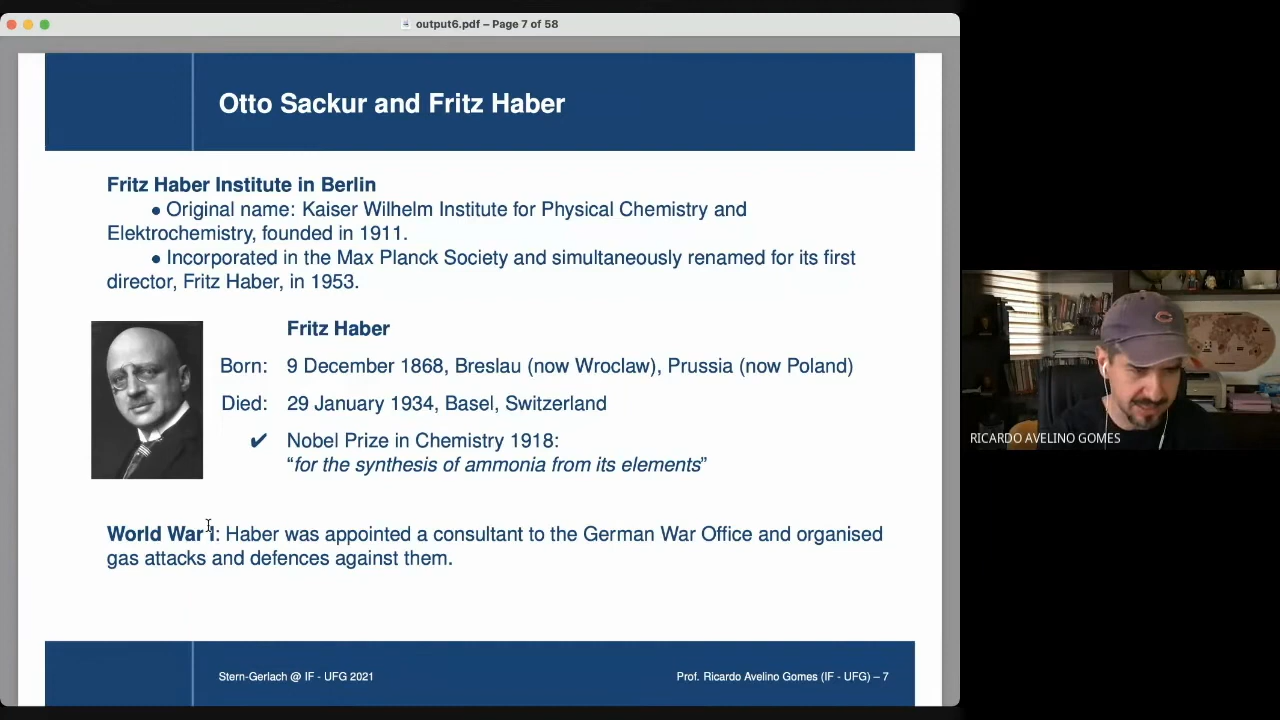 output6.pdf – Page 7 of 58
Otto Sackur and Fritz Haber
Fritz Haber Institute in Berlin
● Original name: Kaiser Wilhelm Institute for Physical Chemistry and
Elektrochemistry, founded in 1911.
● Incorporated in the Max Planck Society and simultaneously renamed for its first
director, Fritz Haber, in 1953.
Fritz Haber
Born: 9 December 1868, Breslau (now Wroclaw), Prussia (now Poland)
Died: 29 January 1934, Basel, Switzerland
✔ Nobel Prize in Chemistry 1918:
“for the synthesis of ammonia from its elements”
World War I: Haber was appointed a consultant to the German War Office and organised
gas attacks and defences against them.
Stern-Gerlach @ IF - UFG 2021
Prof. Ricardo Avelino Gomes (IF - UFG) – 7
RICARDO AVELINO GOMES